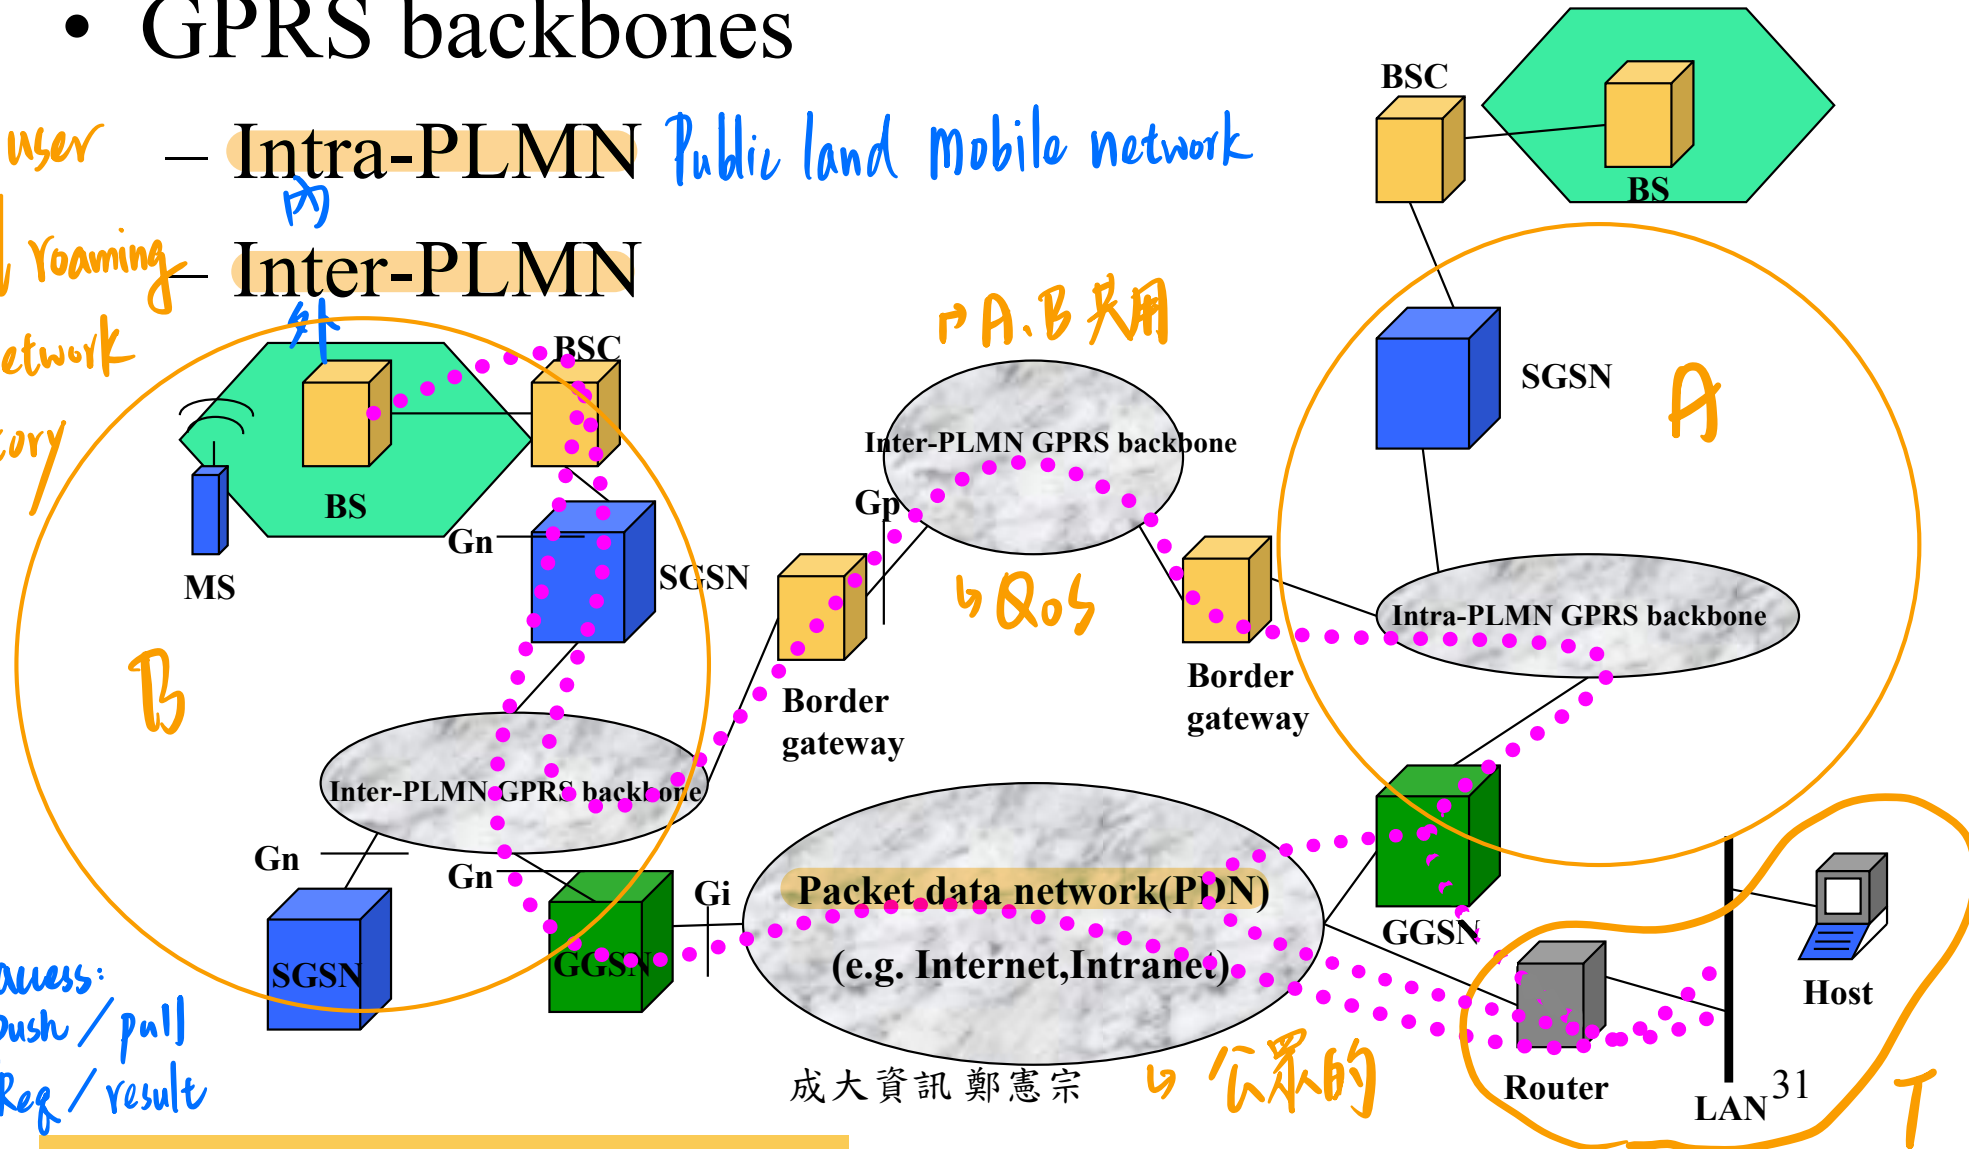 • GPRS backbones
user
– Intra-PLMN Public land mobile network
內
roaming
– Inter-PLMN
外
etwork
ory
BSC
BS
SGSN
A
A、B 共用
Inter-PLMN GPRS backbone
Gp
QoS
BSC
BS
MS
Gn
SGSN
B
Border
gateway
Border
gateway
Intra-PLMN GPRS backbone
Inter-PLMN GPRS backbone
Gn
Gn
SGSN
GGSN
Gi
Packet data network(PDN)
(e.g. Internet,Intranet)
公眾的
GGSN
Router
Host
LAN
T
access:
push / pull
Req / result
成大資訊 鄭憲宗
31